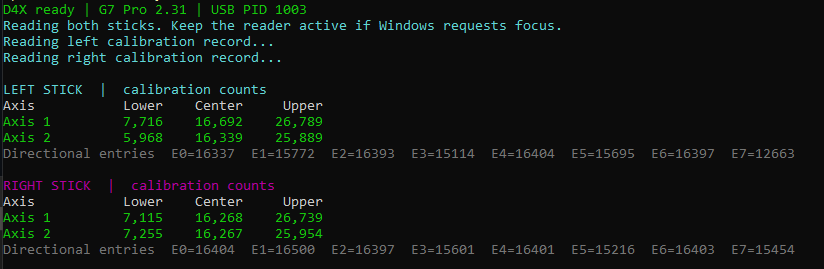 D4X ready | G7 Pro 2.31 | USB PID 1003
Reading both sticks. Keep the reader active if Windows requests focus.
Reading left calibration record...
Reading right calibration record...
LEFT STICK | calibration counts
Axis Lower Center Upper
Axis 1 7,716 16,692 26,789
Axis 2 5,968 16,339 25,889
Directional entries E0=16337 E1=15772 E2=16393 E3=15114 E4=16404 E5=15695 E6=16397 E7=12663
RIGHT STICK | calibration counts
Axis Lower Center Upper
Axis 1 7,115 16,268 26,739
Axis 2 7,255 16,267 25,954
Directional entries E0=16404 E1=16500 E2=16397 E3=15601 E4=16401 E5=15216 E6=16403 E7=15454